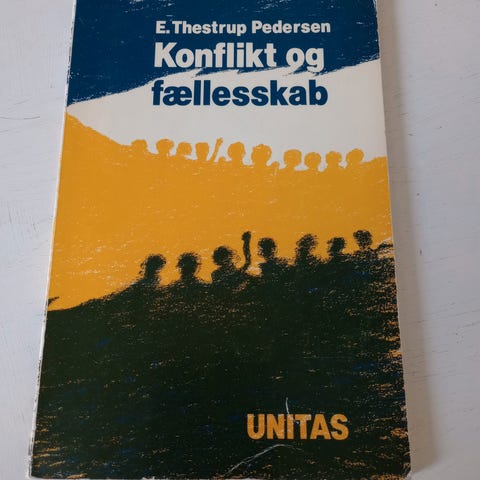 E. Thestrup Pedersen
Konflikt og
fællesskab
UNITAS